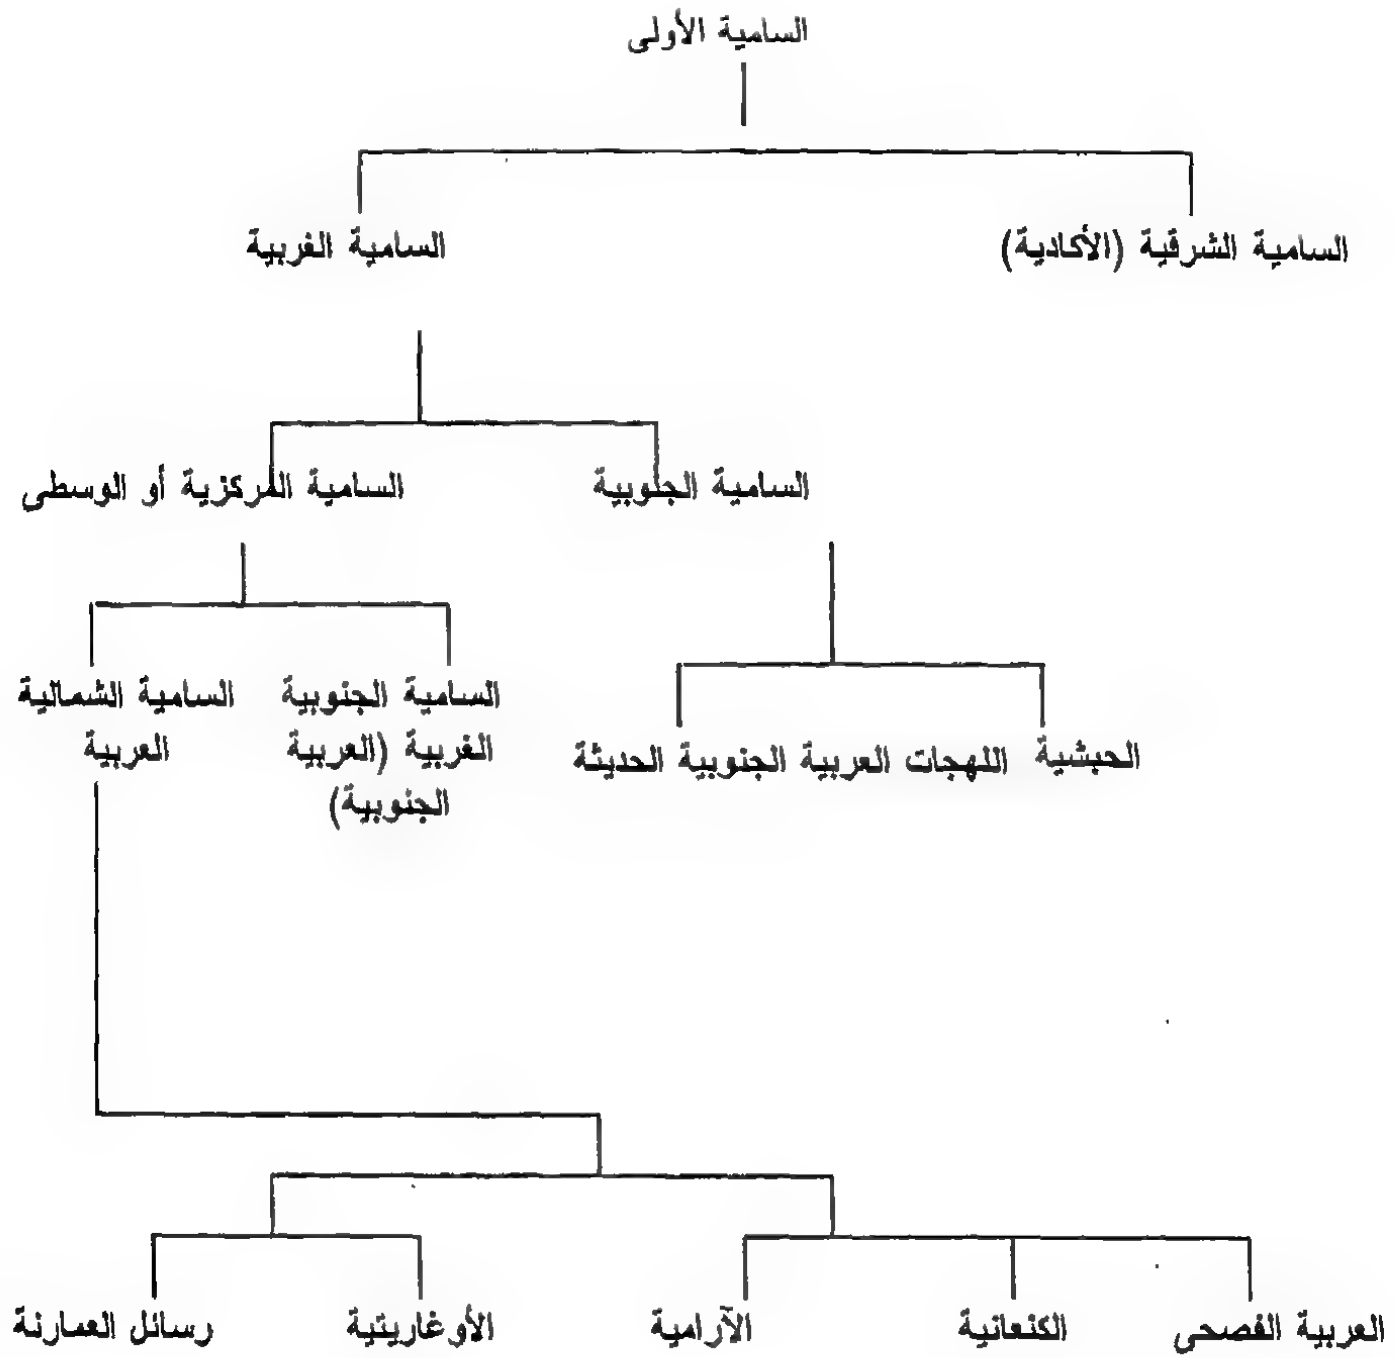 السامية الأولى
السامية الشرقية (الأكادية)
السامية الغربية
السامية الجنوبية
السامية المركزية أو الوسطى
الحبشية
اللهجات العربية الجنوبية الحديثة
السامية الجنوبية
الغربية (العربية
الجنوبية)
السامية الشمالية
العربية
العربية الفصحى
الكنعانية
الآرامية
الأوغاريتية
رسائل العمارنة